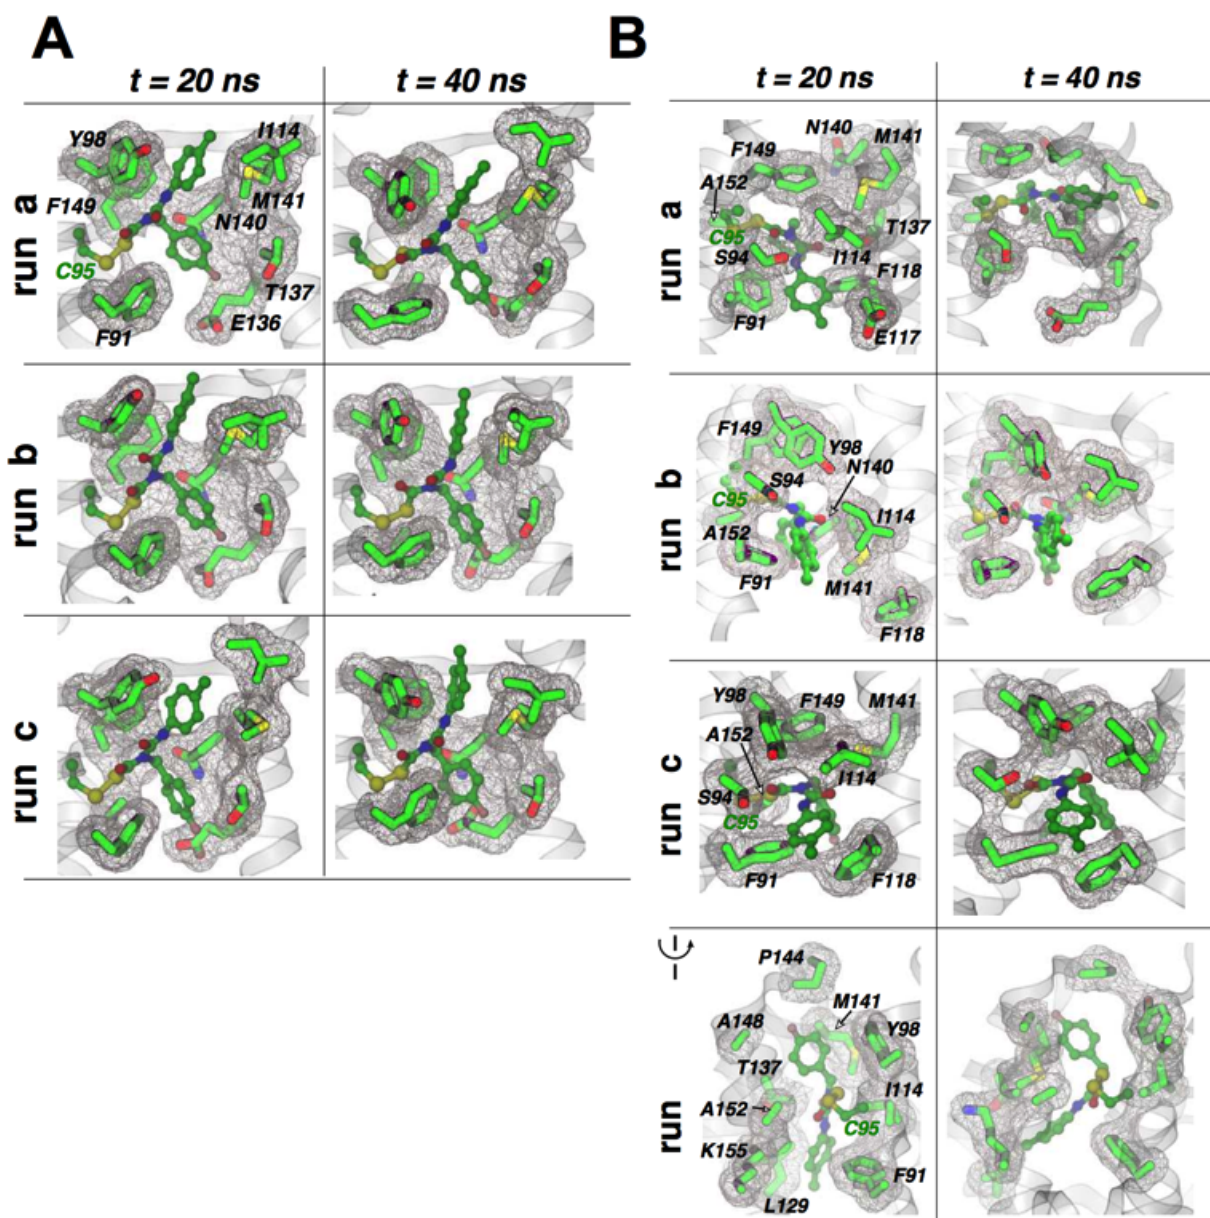 A
B
t = 20 ns
t = 40 ns
t = 20 ns
t = 40 ns
run a
Y98
I114
M141
F149
N140
C95
T137
E136
F91
run b
run c
run a
N140
M141
F149
A152
C95
T137
S94
I114
F118
F91
E117
run b
F149
Y98
N140
S94
C95
I114
A152
F91
M141
F118
run c
Y98
F149
M141
A152
I114
S94
C95
F91
F118
run
P144
M141
A148
Y98
T137
I114
A152
C95
K155
F91
L129